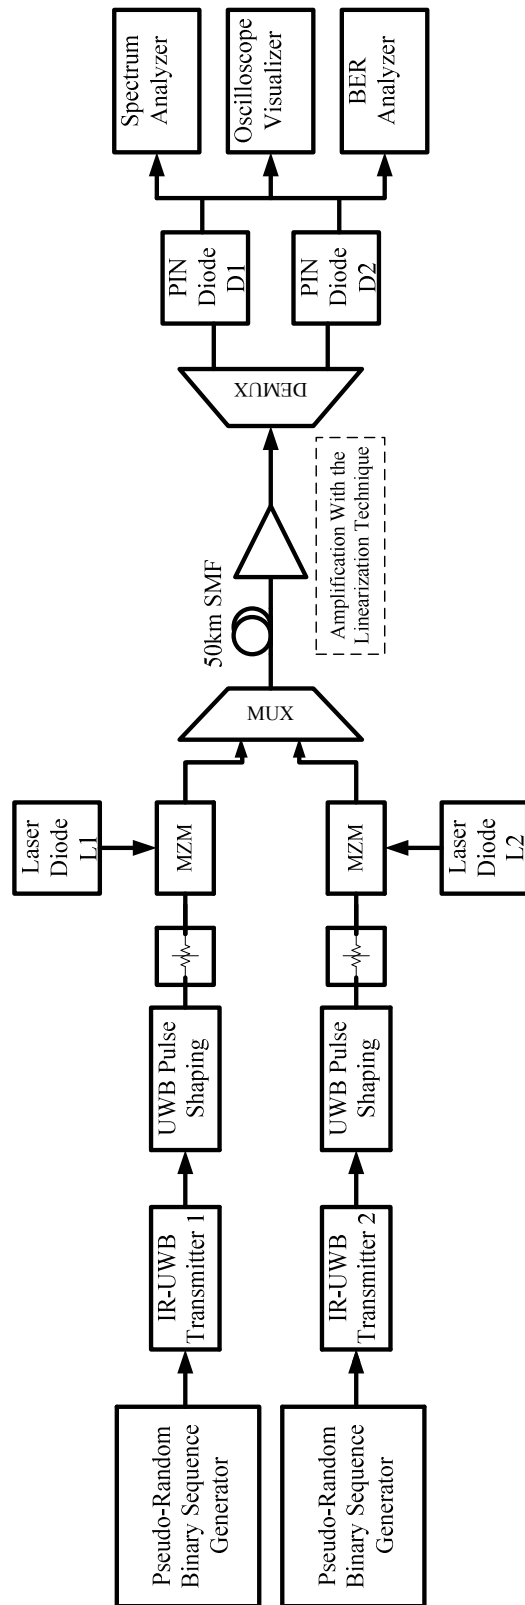 Pseudo-Random
Binary Sequence
Generator
IR-UWB
Transmitter 1
UWB Pulse
Shaping
MZM
Laser
Diode
L1
Pseudo-Random
Binary Sequence
Generator
IR-UWB
Transmitter 2
UWB Pulse
Shaping
MZM
Laser
Diode
L2
MUX
50km SMF
Amplification With the
Linearization Technique
DEMUX
PIN
Diode
D1
PIN
Diode
D2
Spectrum
Analyzer
Oscilloscope
Visualizer
BER
Analyzer